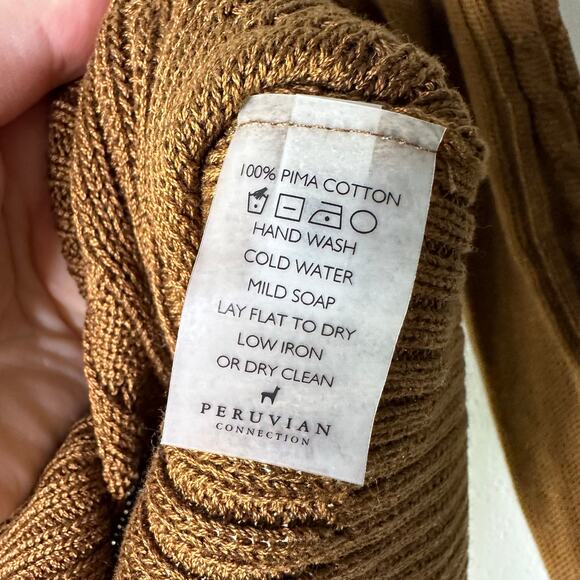 100% PIMA COTTON
HAND WASH
COLD WATER
MILD SOAP
LAY FLAT TO DRY
LOW IRON
OR DRY CLEAN
PERUVIAN
CONNECTION